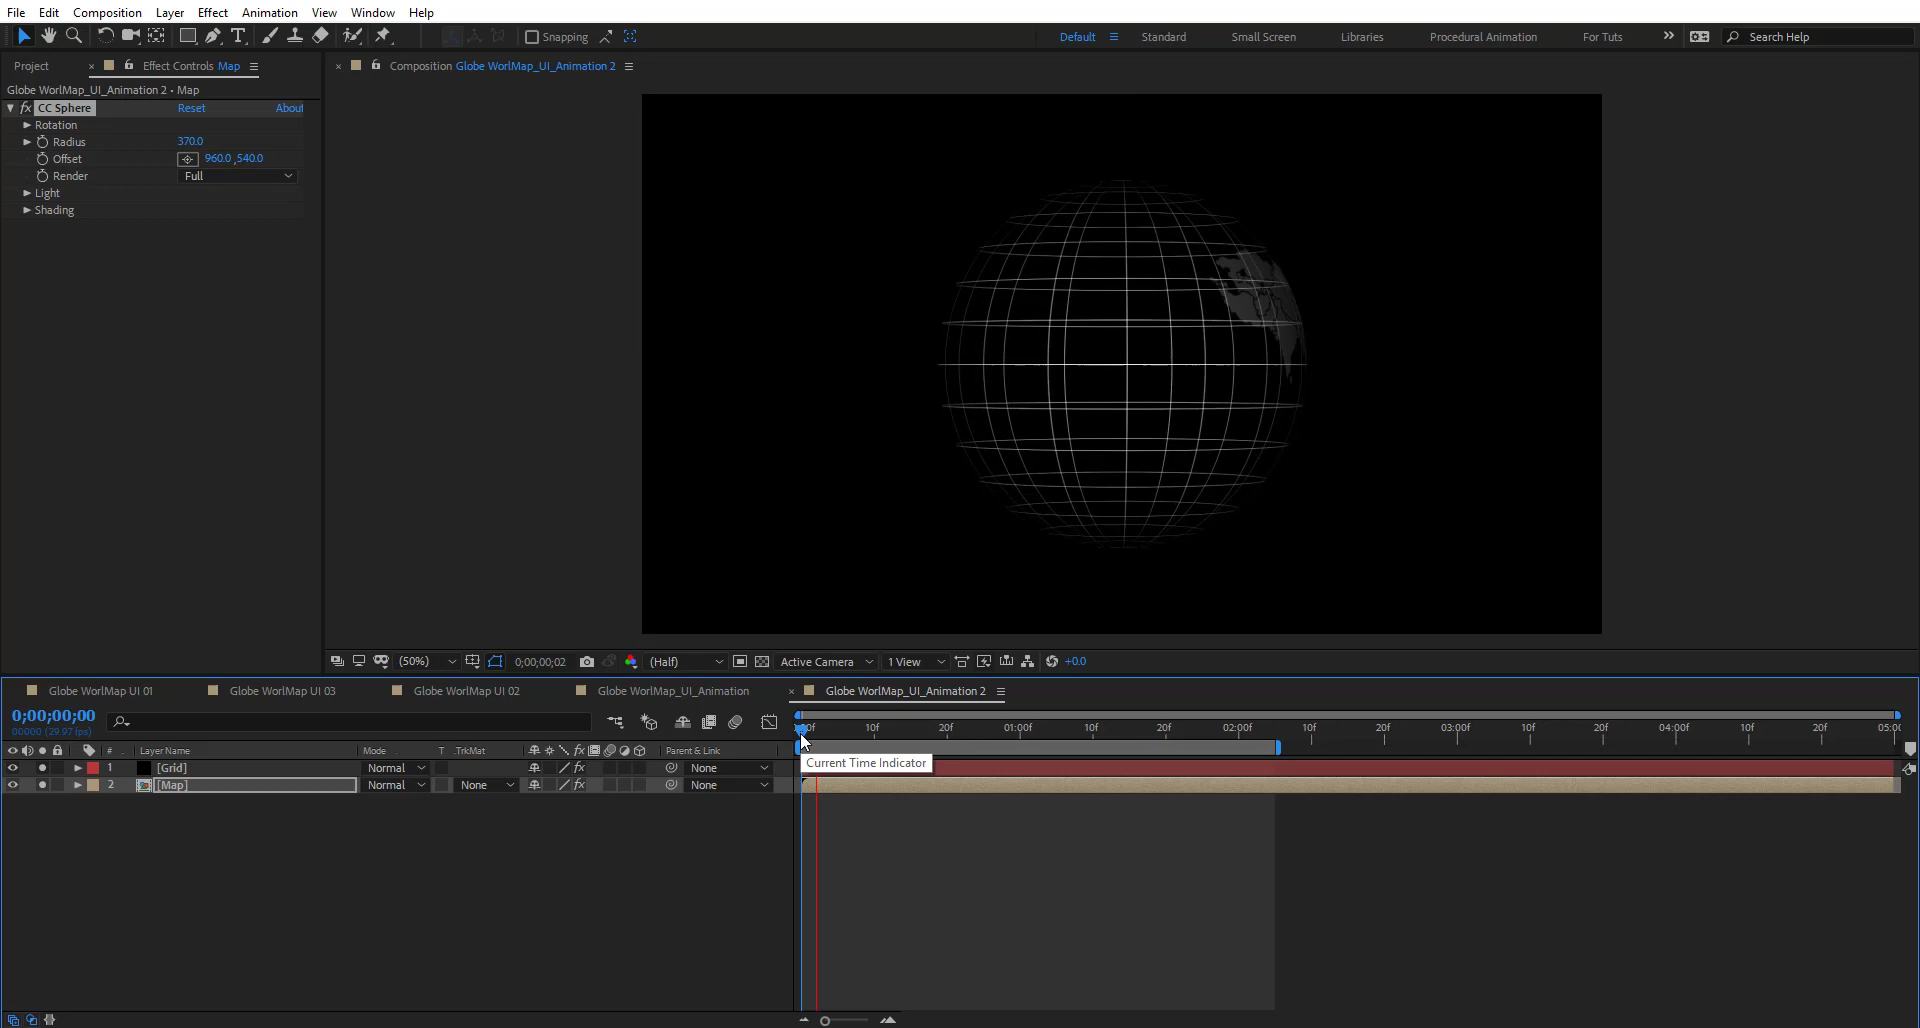 File Edit Composition Layer Effect Animation View Window Help
Snapping Default Standard Small Screen Libraries Procedural Animation For Tuts Search Help
Project Effect Controls Map Composition Globe WorlMap_UI_Animation 2
Globe WorlMap_UI_Animation 2 • Map
fx CC Sphere Reset About
Rotation
Radius 370.0
Offset 960.0 ,540.0
Render Full
Light
Shading
(50%) 0;00;00;02 (Half) Active Camera 1 View +0.0
Globe WorlMap UI 01 Globe WorlMap UI 03 Globe WorlMap UI 02 Globe WorlMap_UI_Animation Globe WorlMap_UI_Animation 2
0;00;00;00
00000 (29.97 fps)
10f 20f 01:00f 10f 20f 02:00f 10f 20f 03:00f 10f 20f 04:00f 10f 20f 05:00
# Layer Name Mode T .TrkMat fx Parent & Link
Current Time Indicator
1 [Grid] Normal fx None
2 [Map] Normal None fx None